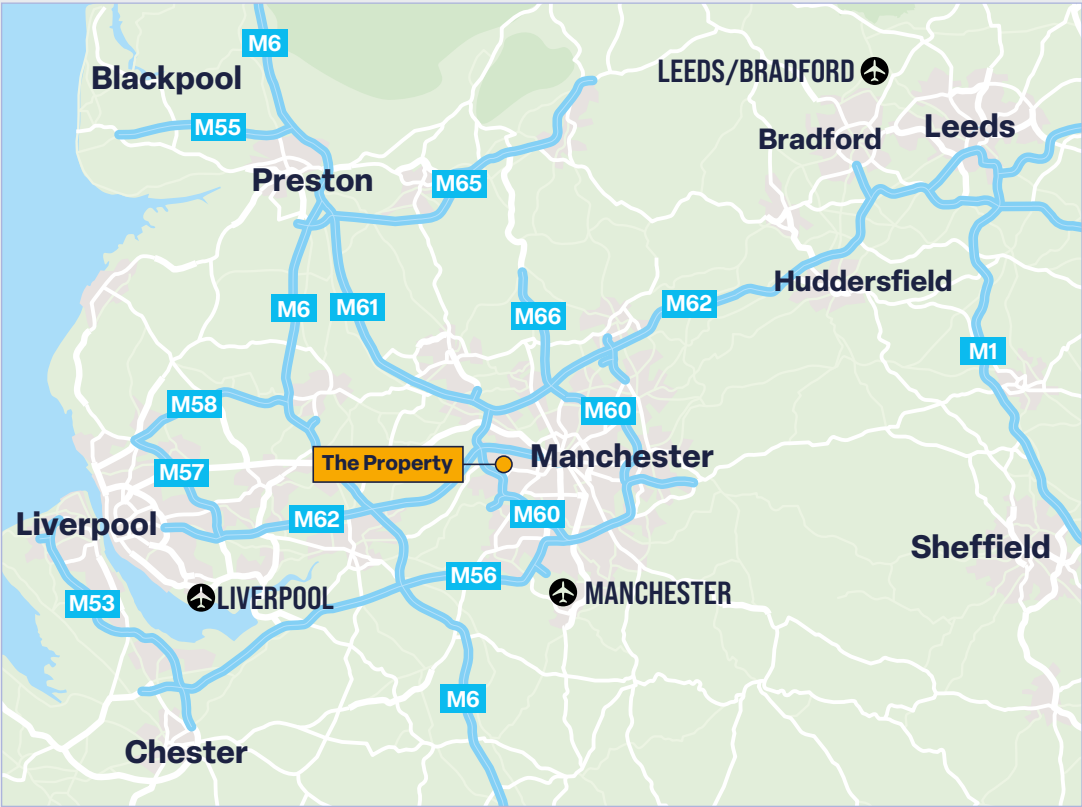 M6
LEEDS/BRADFORD
Blackpool
M55
Leeds
Bradford
Preston
M65
Huddersfield
M6
M61
M66
M62
M1
M58
M60
The Property
Manchester
M57
Liverpool
M62
M60
Sheffield
M56
LIVERPOOL
MANCHESTER
M53
M6
Chester